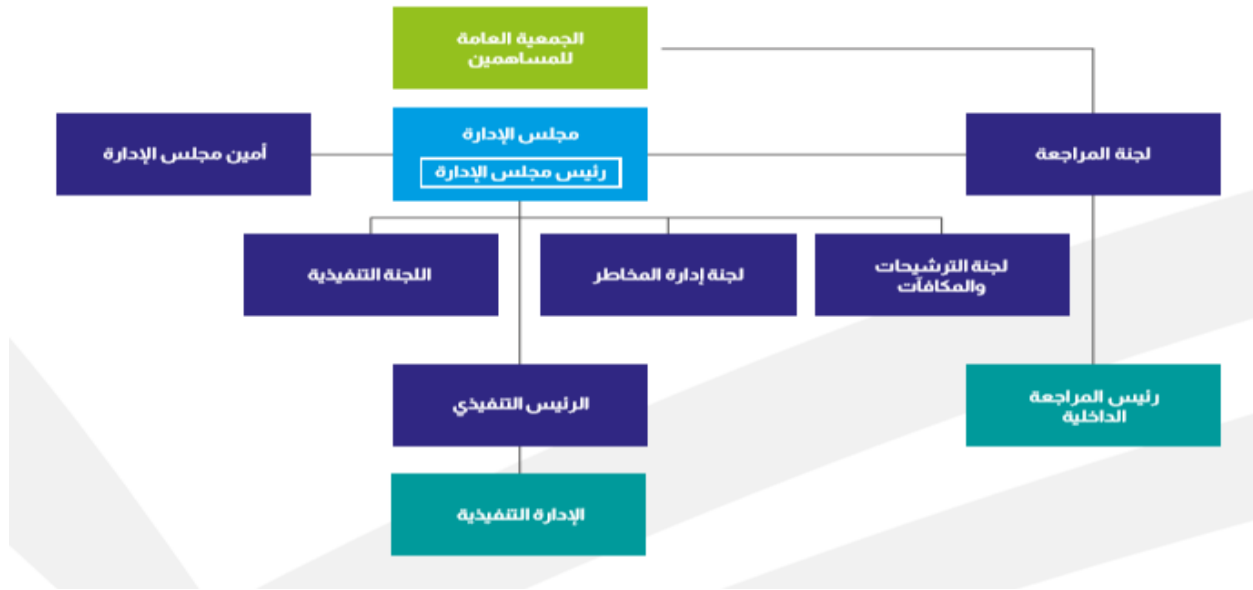 الجمعية العامة
للمساهمين
مجلس الإدارة
رئيس مجلس الإدارة
لجنة المراجعة
أمين مجلس الإدارة
لجنة الترشيحات
والمكافآت
لجنة إدارة المخاطر
اللجنة التنفيذية
الرئيس التنفيذي
رئيس المراجعة
الداخلية
الإدارة التنفيذية